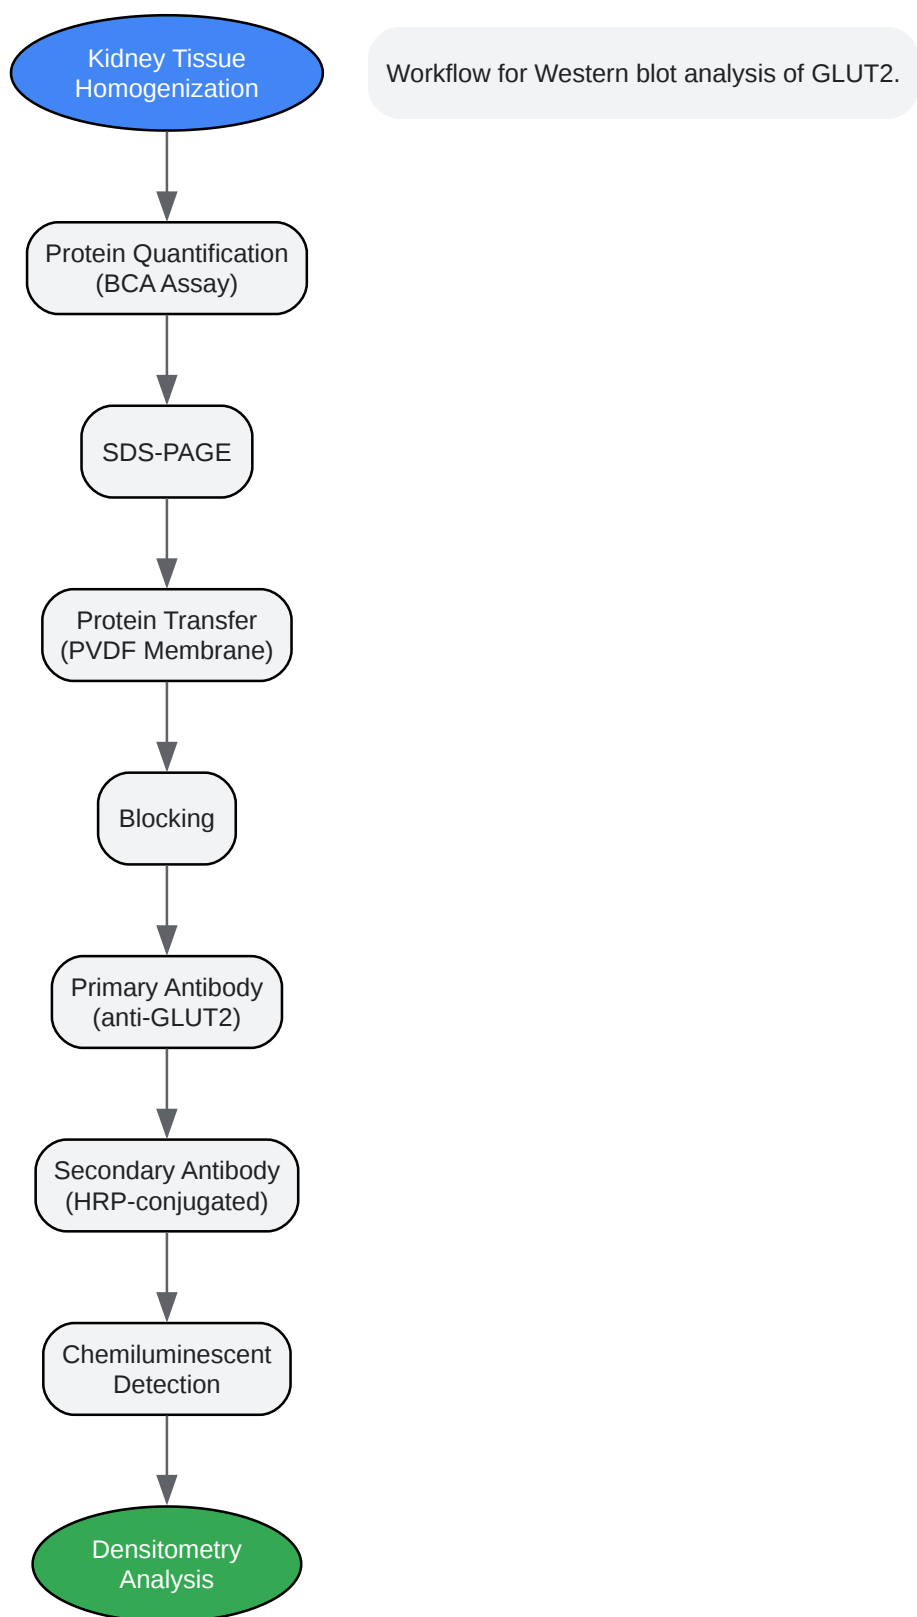 Kidney Tissue
Homogenization
Workflow for Western blot analysis of GLUT2.
Protein Quantification
(BCA Assay)
SDS-PAGE
Protein Transfer
(PVDF Membrane)
Blocking
Primary Antibody
(anti-GLUT2)
Secondary Antibody
(HRP-conjugated)
Chemiluminescent
Detection
Densitometry
Analysis